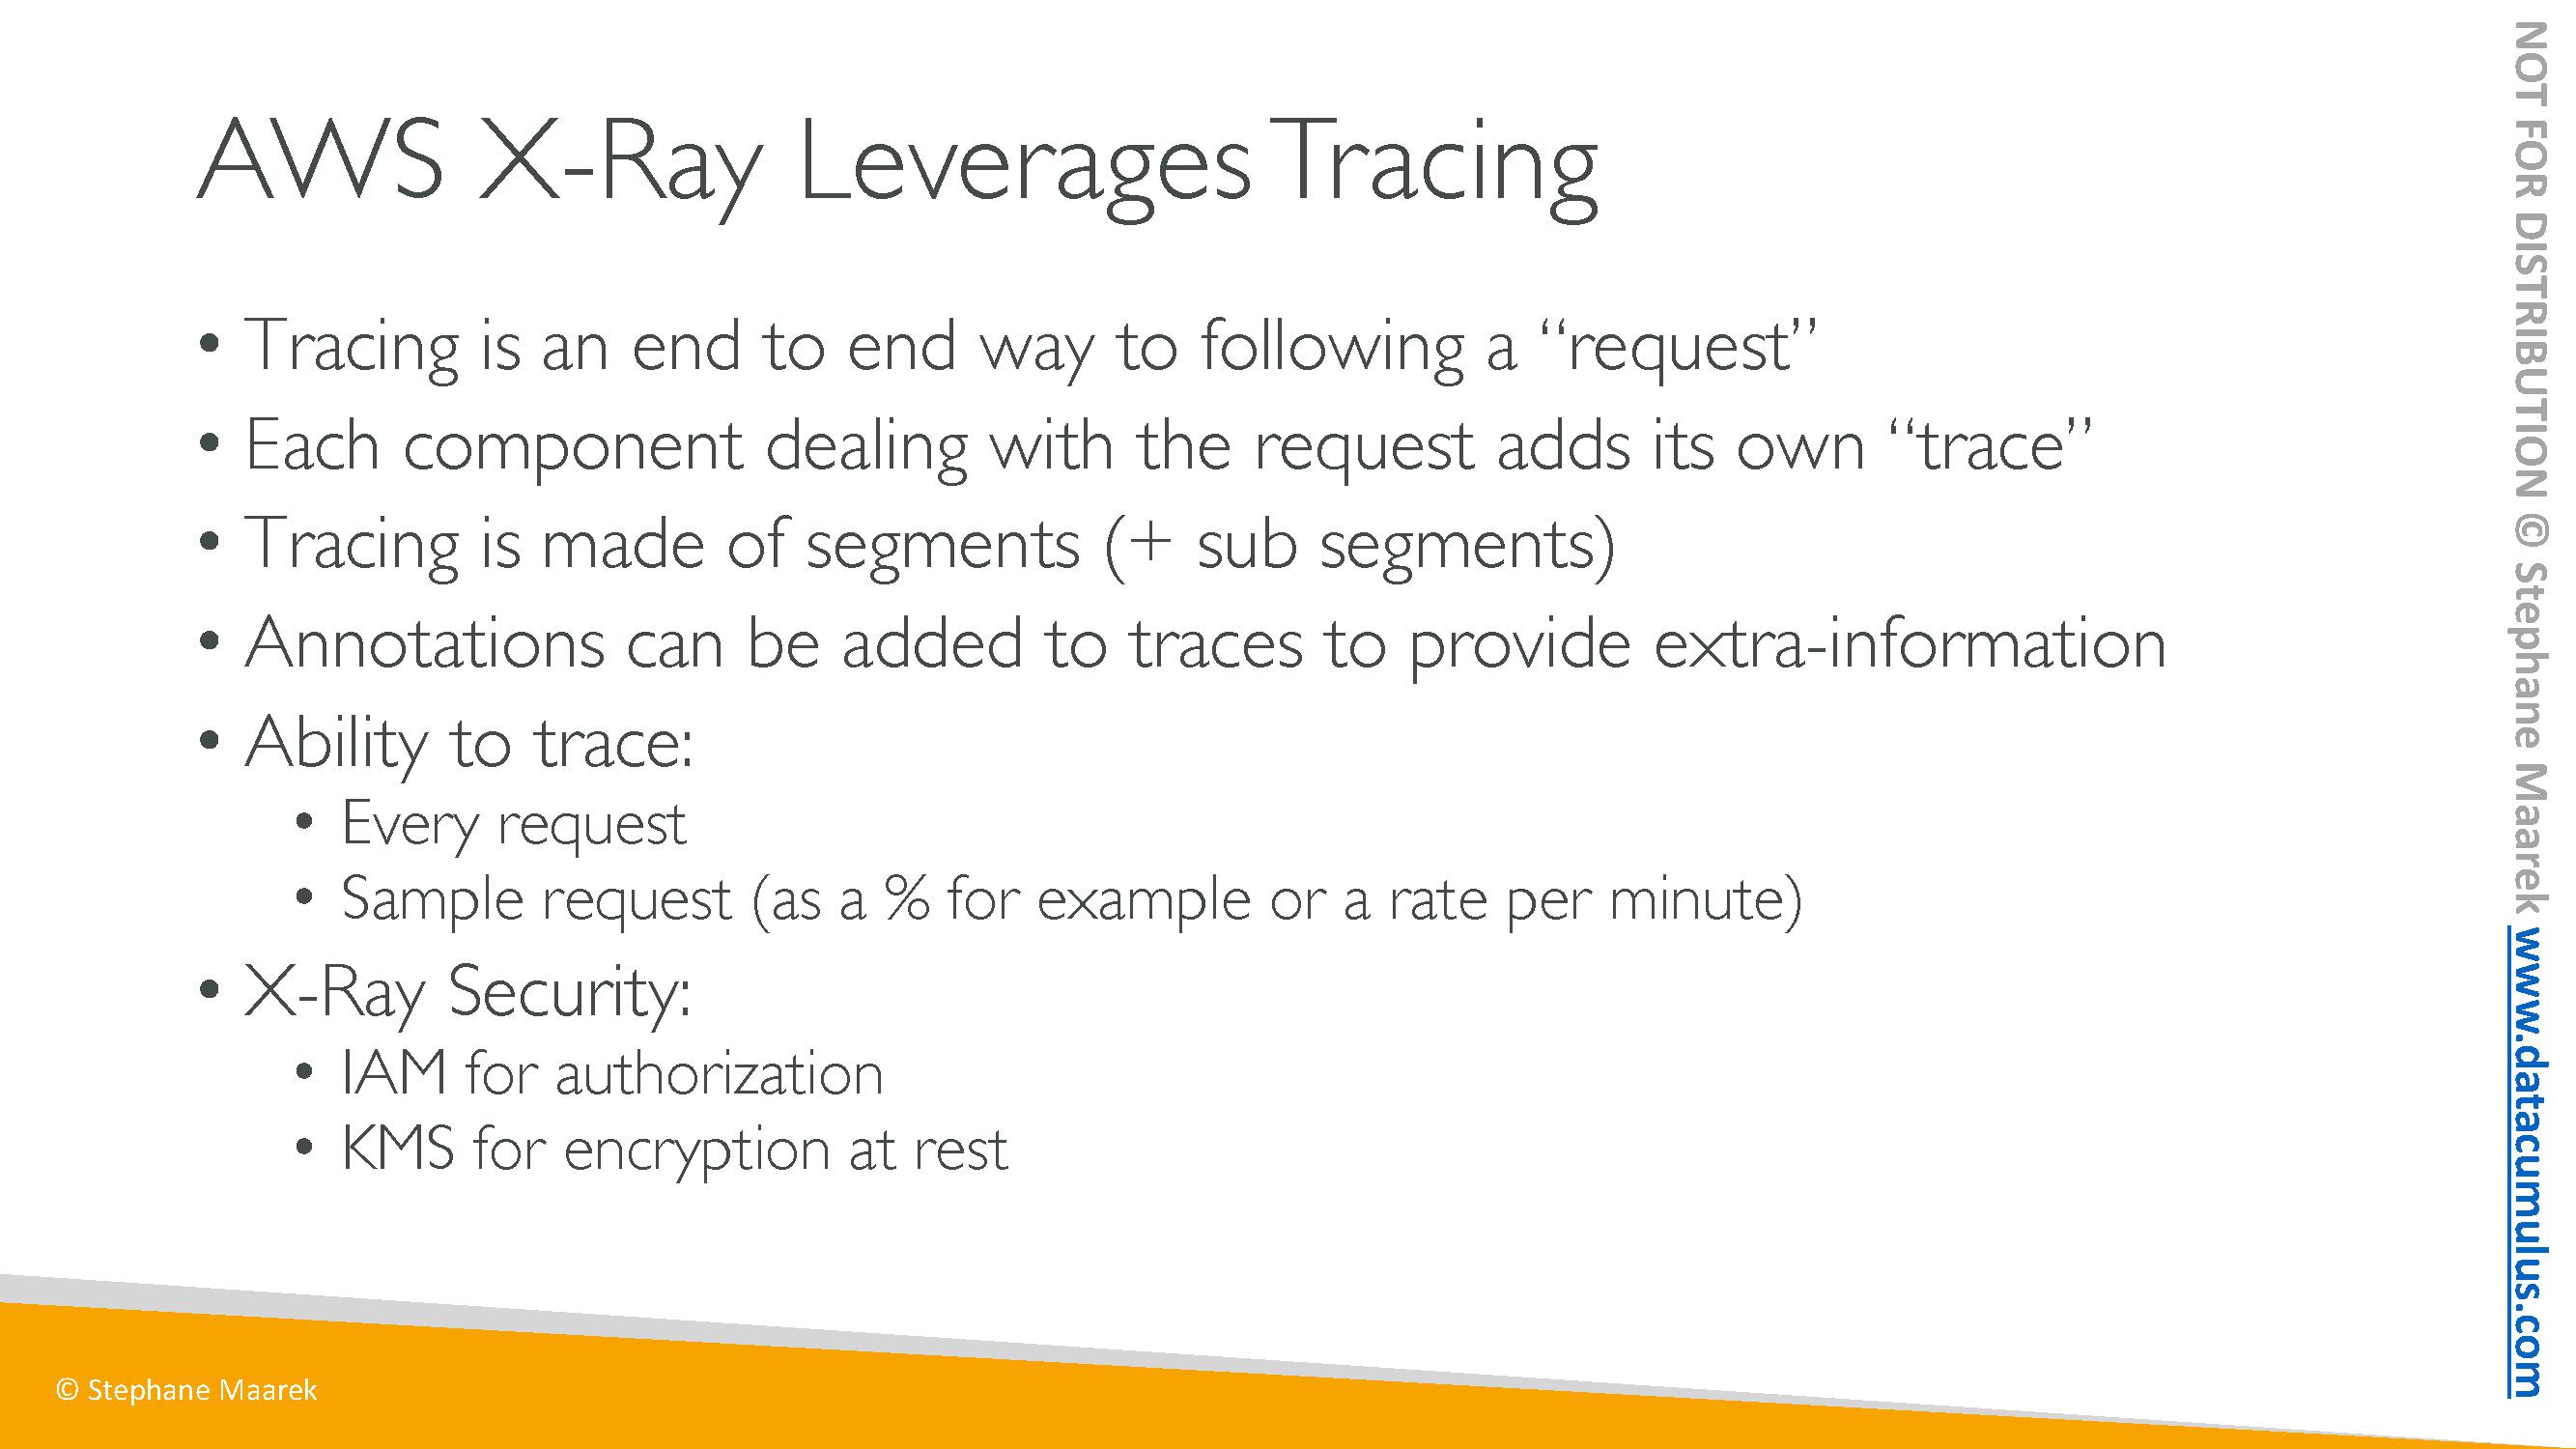 AWS X-Ray Leverages Tracing
• Tracing is an end to end way to following a “request”
• Each component dealing with the request adds its own “trace”
• Tracing is made of segments (+ sub segments)
• Annotations can be added to traces to provide extra-information
• Ability to trace:
• Every request
• Sample request (as a % for example or a rate per minute)
• X-Ray Security:
• IAM for authorization
• KMS for encryption at rest
© Stephane Maarek
NOT FOR DISTRIBUTION © Stephane Maarek www.datacumulus.com